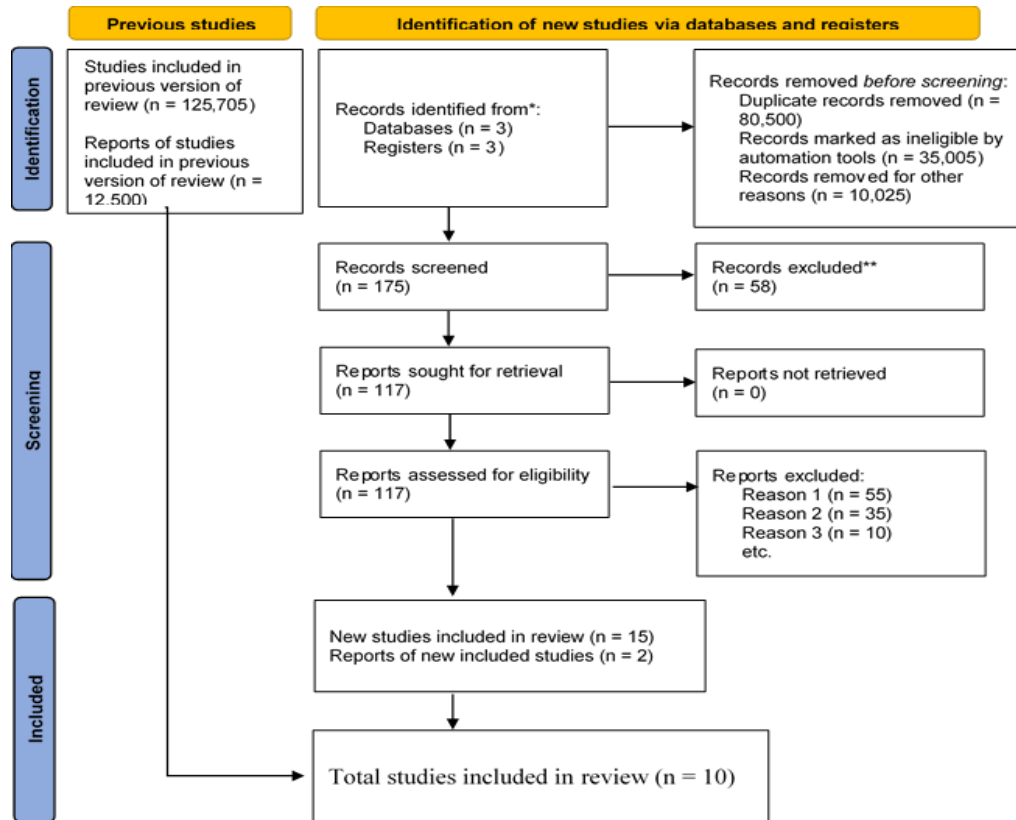 Previous studies
Identification of new studies via databases and registers
Identification
Studies included in
previous version of
review (n = 125,705)
Reports of studies
included in previous
version of review (n =
12,500)
Records identified from*:
Databases (n = 3)
Registers (n = 3)
Records removed before screening:
Duplicate records removed (n =
80,500)
Records marked as ineligible by
automation tools (n = 35,005)
Records removed for other
reasons (n = 10,025)
Screening
Records screened
(n = 175)
Records excluded**
(n = 58)
Reports sought for retrieval
(n = 117)
Reports not retrieved
(n = 0)
Reports assessed for eligibility
(n = 117)
Reports excluded:
Reason 1 (n = 55)
Reason 2 (n = 35)
Reason 3 (n = 10)
etc.
Included
New studies included in review (n = 15)
Reports of new included studies (n = 2)
Total studies included in review (n = 10)